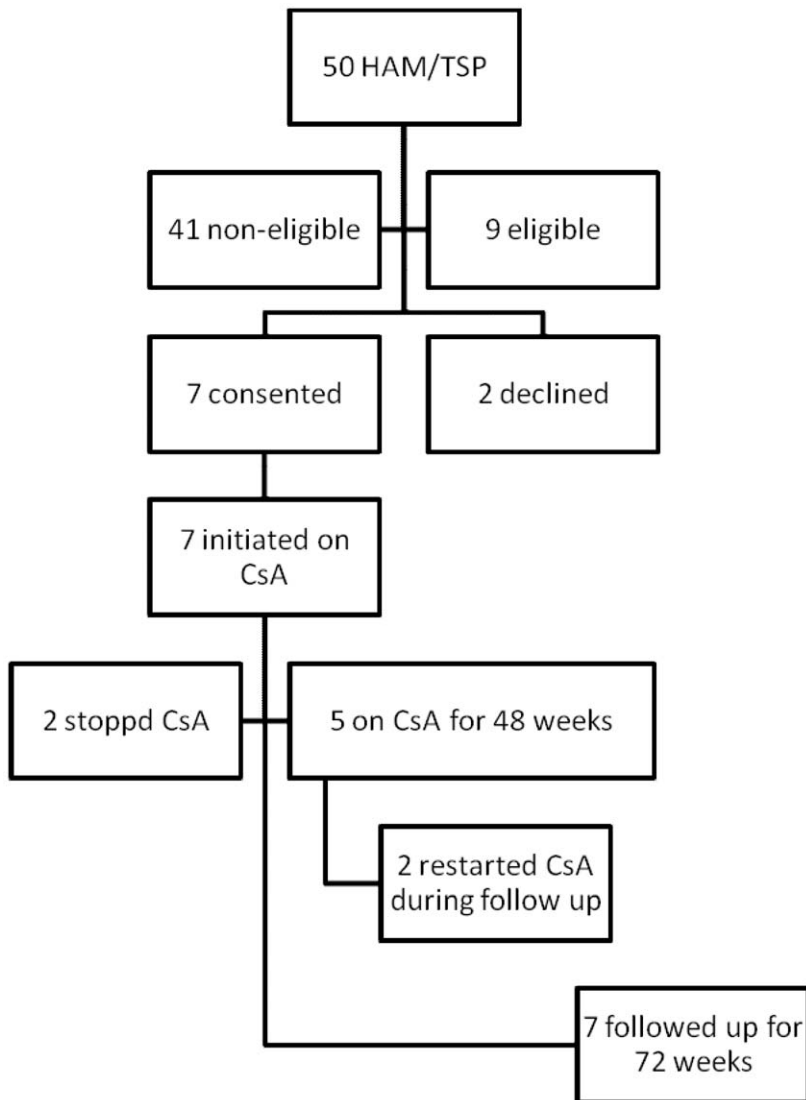 50 HAM/TSP
41 non-eligible
9 eligible
7 consented
2 declined
7 initiated on
CsA
2 stoppd CsA
5 on CsA for 48 weeks
2 restarted CsA
during follow up
7 followed up for
72 weeks